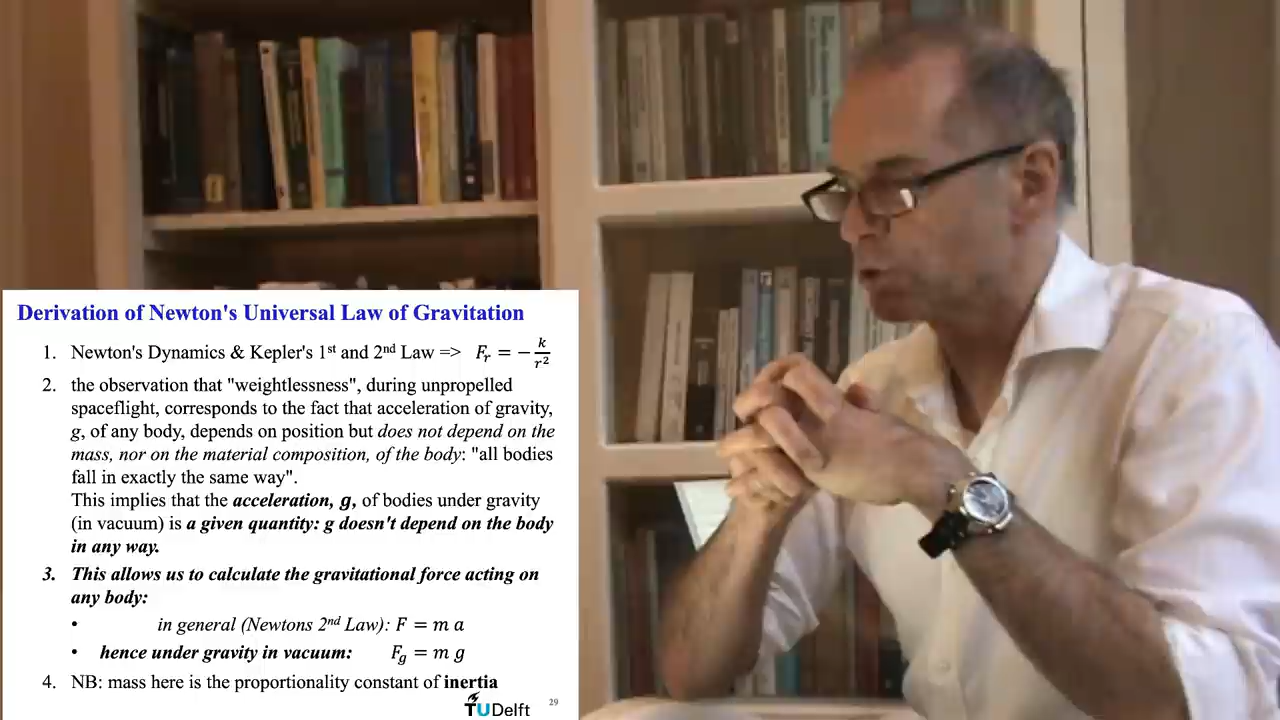 Derivation of Newton's Universal Law of Gravitation
1. Newton's Dynamics & Kepler's 1st and 2nd Law => Fᵣ = − k/r²
2. the observation that "weightlessness", during unpropelled
spaceflight, corresponds to the fact that acceleration of gravity,
g, of any body, depends on position but does not depend on the
mass, nor on the material composition, of the body: "all bodies
fall in exactly the same way".
This implies that the acceleration, g, of bodies under gravity
(in vacuum) is a given quantity: g doesn't depend on the body
in any way.
3. This allows us to calculate the gravitational force acting on
any body:
• in general (Newtons 2nd Law): F = m a
• hence under gravity in vacuum: F_g = m g
4. NB: mass here is the proportionality constant of inertia
TUDelft
29